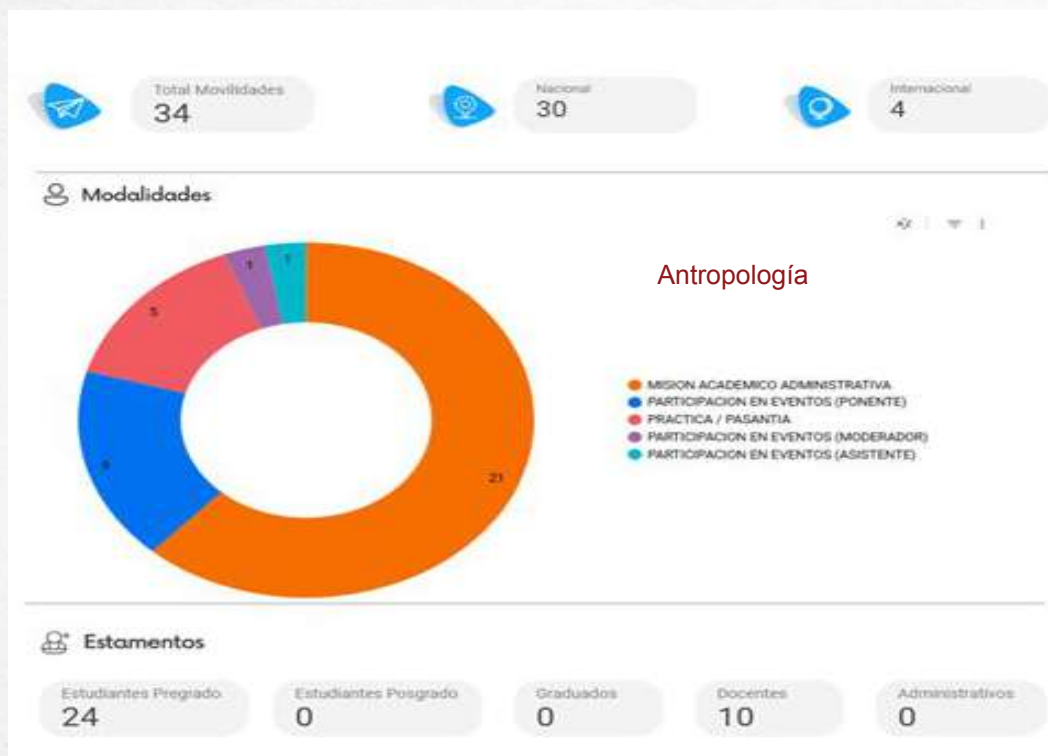 Total Movilidades
34
Nacional
30
Internacional
4
Modalidades
1
1
5
21
Antropología
MISION ACADEMICO ADMINISTRATIVA
PARTICIPACION EN EVENTOS (PONENTE)
PRACTICA / PASANTIA
PARTICIPACION EN EVENTOS (MODERADOR)
PARTICIPACION EN EVENTOS (ASISTENTE)
Estamentos
Estudiantes Pregrado
24
Estudiantes Posgrado
0
Graduados
0
Docentes
10
Administrativos
0